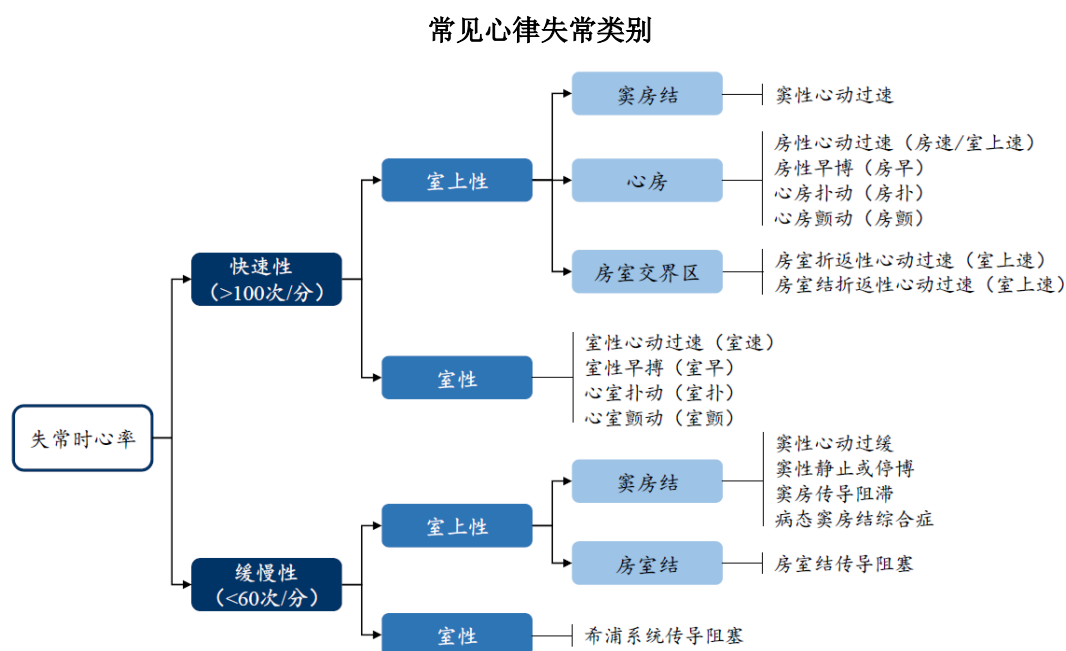 常见心律失常类别
窦房结
窦性心动过速
房性心动过速（房速/室上速）
房性早博（房早）
心房扑动（房扑）
心房颤动（房颤）
室上性
心房
快速性
（>100次/分）
房室交界区
房室折返性心动过速（室上速）
房室结折返性心动过速（室上速）
室性
室性心动过速（室速）
室性早搏（室早）
心室扑动（室扑）
心室颤动（室颤）
失常时心率
窦房结
窦性心动过缓
窦性静止或停博
窦房传导阻滞
病态窦房结综合症
室上性
房室结
房室结传导阻塞
缓慢性
（<60次/分）
室性
希浦系统传导阻塞